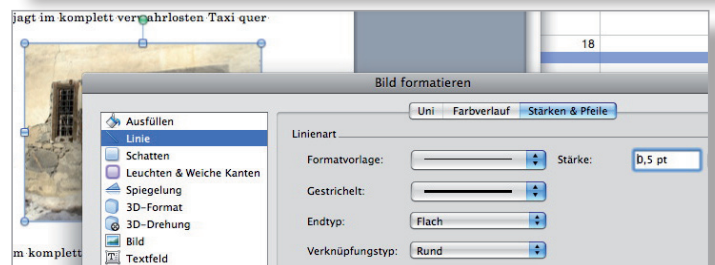 jagt im komplett verwahrlosten Taxi quer
18
Bild formatieren
Uni Farbverlauf Stärken & Pfeile
Ausfüllen
Linie
Schatten
Leuchten & Weiche Kanten
Spiegelung
3D-Format
3D-Drehung
Bild
Textfeld
Linienart
Formatvorlage:
Stärke: 0,5 pt
Gestrichelt:
Endtyp: Flach
Verknüpfungstyp: Rund
m komplett